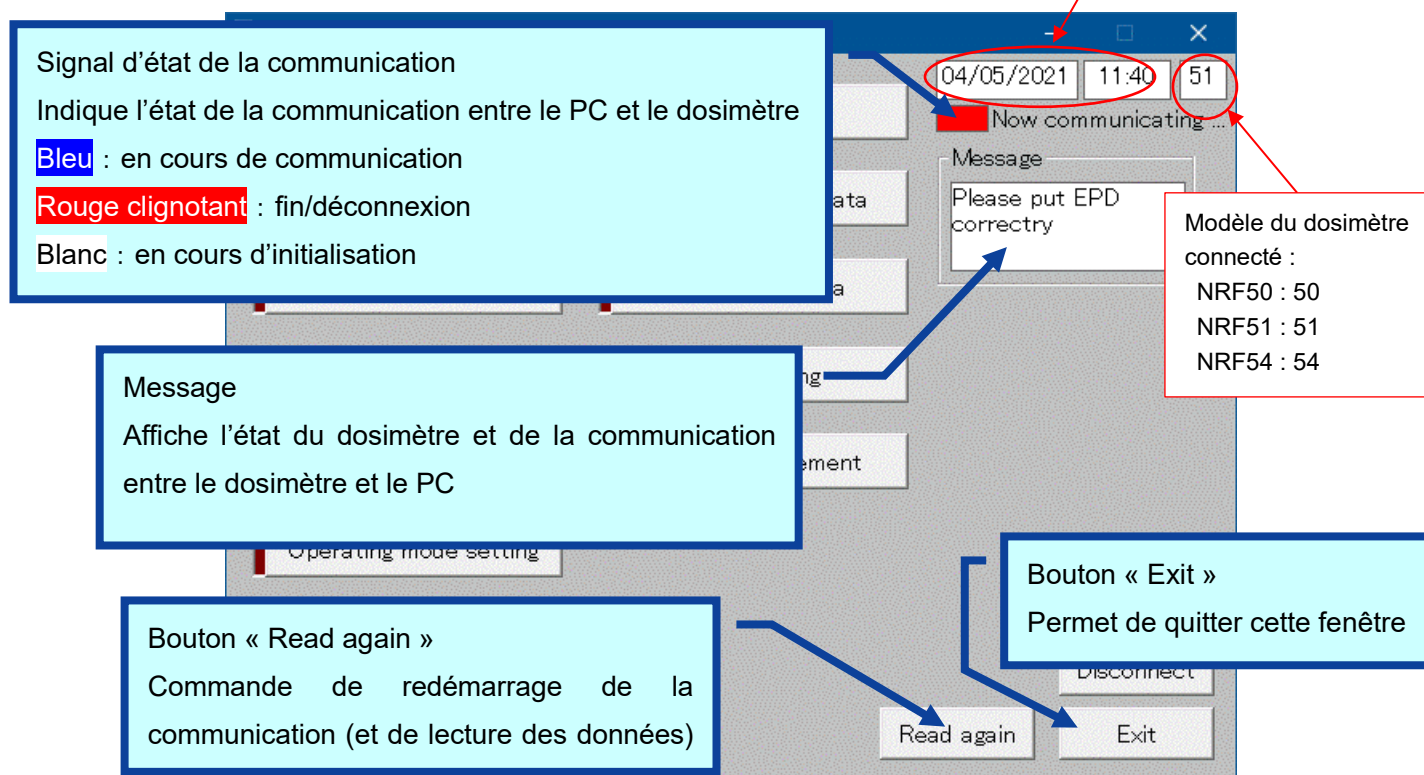 Signal d’état de la communication
Indique l’état de la communication entre le PC et le dosimètre
Bleu : en cours de communication
Rouge clignotant : fin/déconnexion
Blanc : en cours d’initialisation
04/05/2021 11:40 51
Now communicating ...
Message
Please put EPD
correctry
ata
a
Modèle du dosimètre
connecté :
NRF50 : 50
NRF51 : 51
NRF54 : 54
Message
Affiche l’état du dosimètre et de la communication
entre le dosimètre et le PC
ng
ement
Operating mode setting
Bouton « Exit »
Permet de quitter cette fenêtre
Bouton « Read again »
Commande de redémarrage de la
communication (et de lecture des données)
Disconnect
Read again
Exit